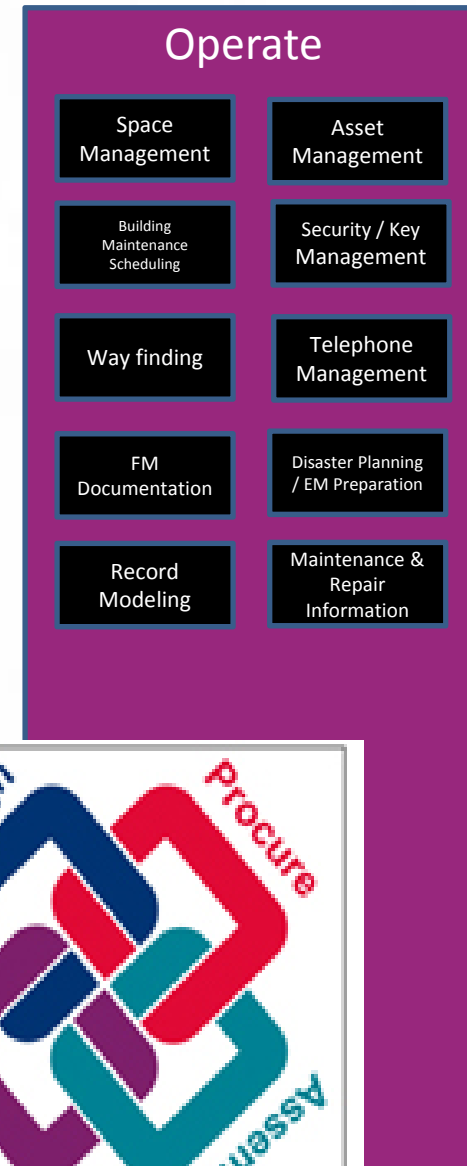 Operate
Space
Management
Asset
Management
Building
Maintenance
Scheduling
Security / Key
Management
Way finding
Telephone
Management
FM
Documentation
Disaster Planning
/ EM Preparation
Record
Modeling
Maintenance &
Repair
Information
Procure